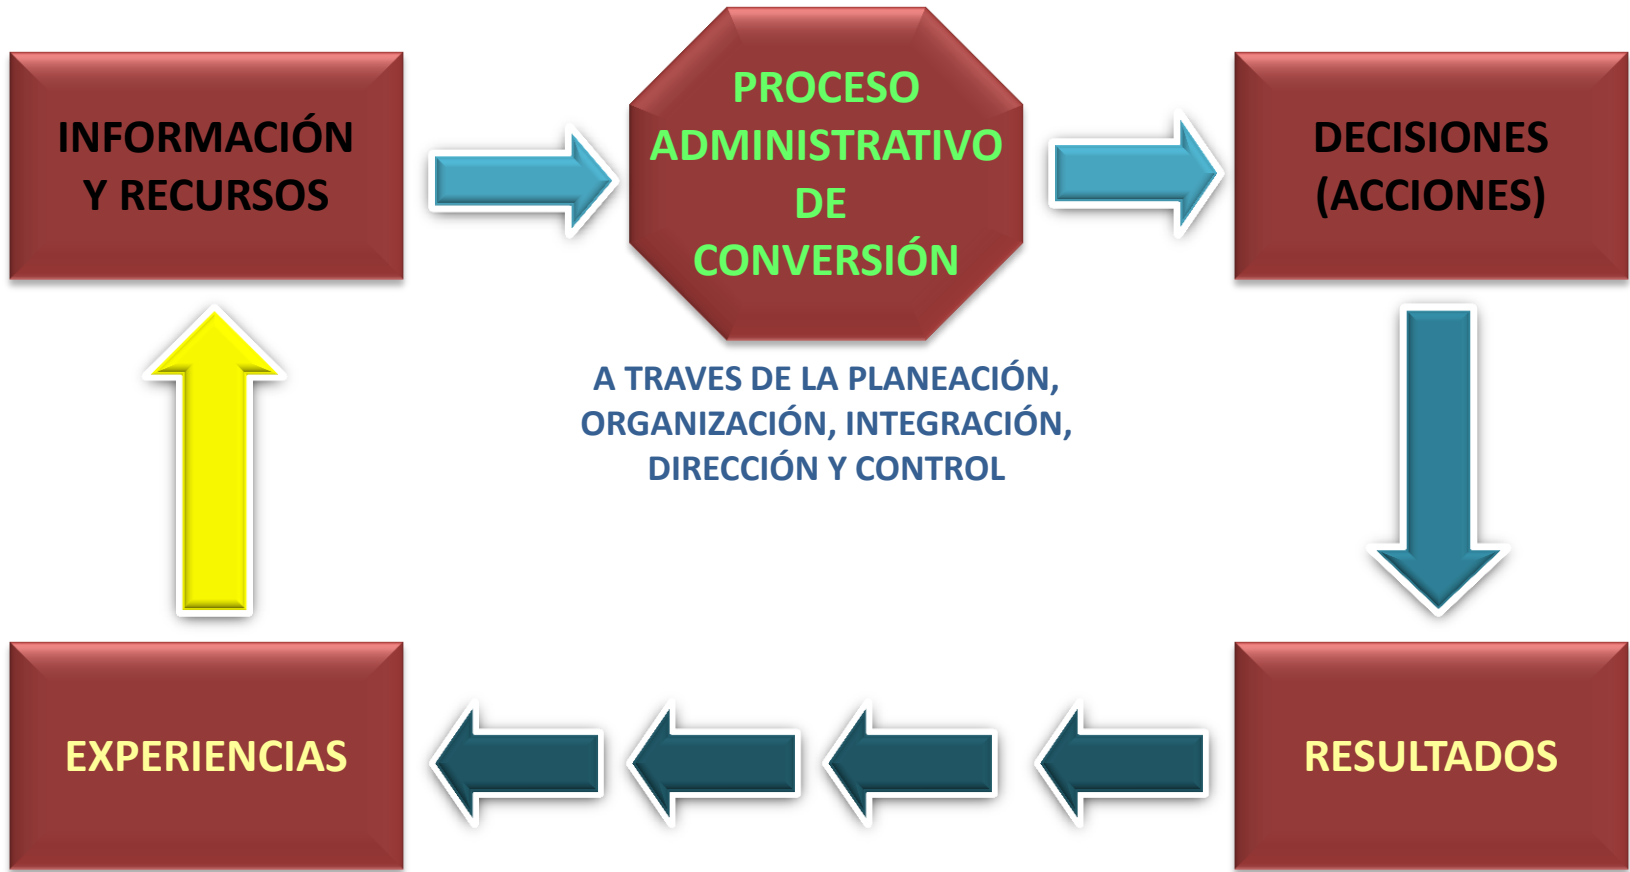 INFORMACIÓN
Y RECURSOS
PROCESO
ADMINISTRATIVO
DE
CONVERSIÓN
DECISIONES
(ACCIONES)
A TRAVES DE LA PLANEACIÓN,
ORGANIZACIÓN, INTEGRACIÓN,
DIRECCIÓN Y CONTROL
EXPERIENCIAS
RESULTADOS